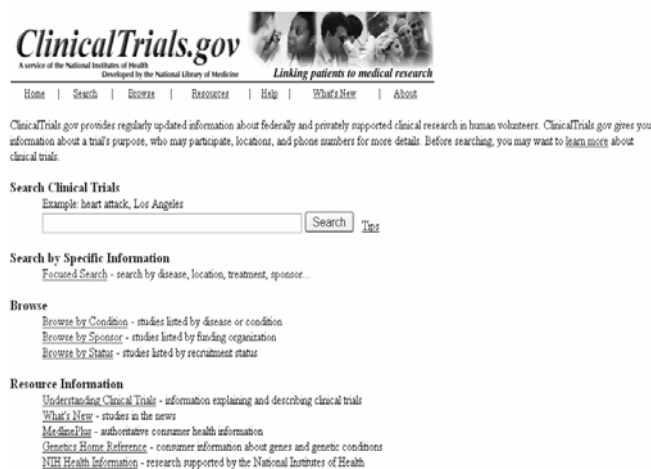 ClinicalTrials.gov
A service of the National Institutes of Health
Developed by the National Library of Medicine
Linking patients to medical research
Home | Search | Browse | Resources | Help | What's New | About
ClinicalTrials.gov provides regularly updated information about federally and privately supported clinical research in human volunteers. ClinicalTrials.gov gives you
information about a trial's purpose, who may participate, locations, and phone numbers for more details. Before searching, you may want to learn more about
clinical trials.
Search Clinical Trials
Example: heart attack, Los Angeles
Search Tips
Search by Specific Information
Focused Search - search by disease, location, treatment, sponsor...
Browse
Browse by Condition - studies listed by disease or condition
Browse by Sponsor - studies listed by funding organization
Browse by Status - studies listed by recruitment status
Resource Information
Understanding Clinical Trials - information explaining and describing clinical trials
What's New - studies in the news
MedlinePlus - authoritative consumer health information
Genetics Home Reference - consumer information about genes and genetic conditions
NIH Health Information - research supported by the National Institutes of Health